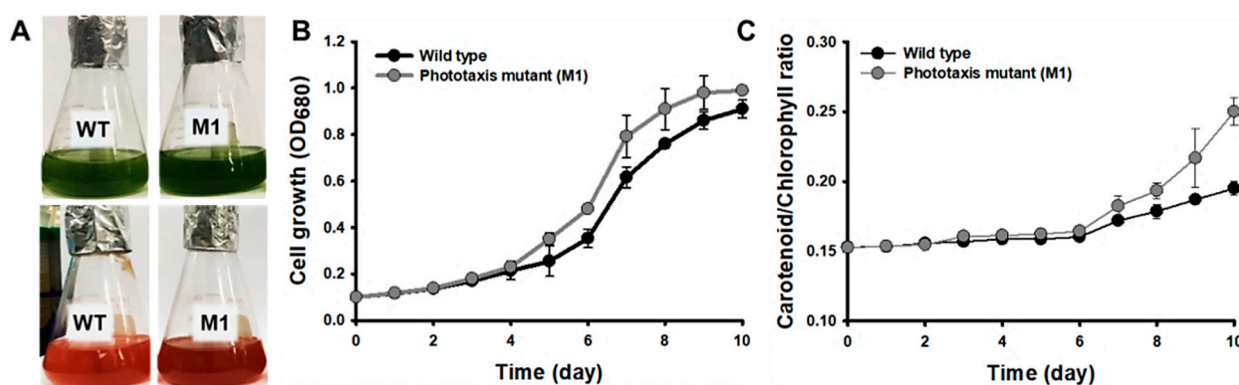 A
WT
M1
WT
M1
B
Wild type
Phototaxis mutant (M1)
Cell growth (OD680)
1.2
1.0
0.8
0.6
0.4
0.2
0.0
0 2 4 6 8 10
Time (day)
C
Wild type
Phototaxis mutant (M1)
Carotenoid/Chlorophyll ratio
0.30
0.25
0.20
0.15
0.10
0 2 4 6 8 10
Time (day)